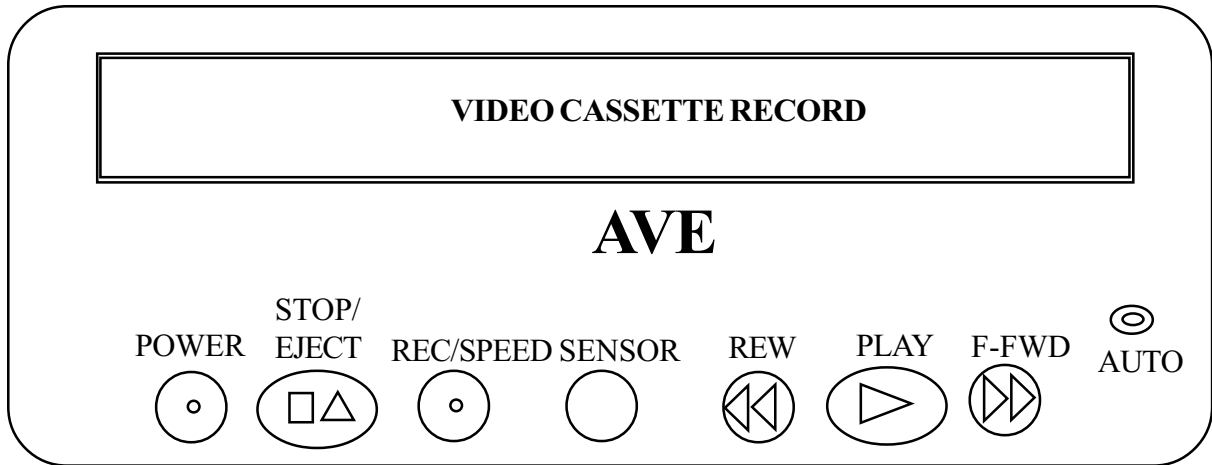 VIDEO CASSETTE RECORD
AVE
POWER
STOP/
EJECT
REC/SPEED
SENSOR
REW
PLAY
F-FWD
AUTO